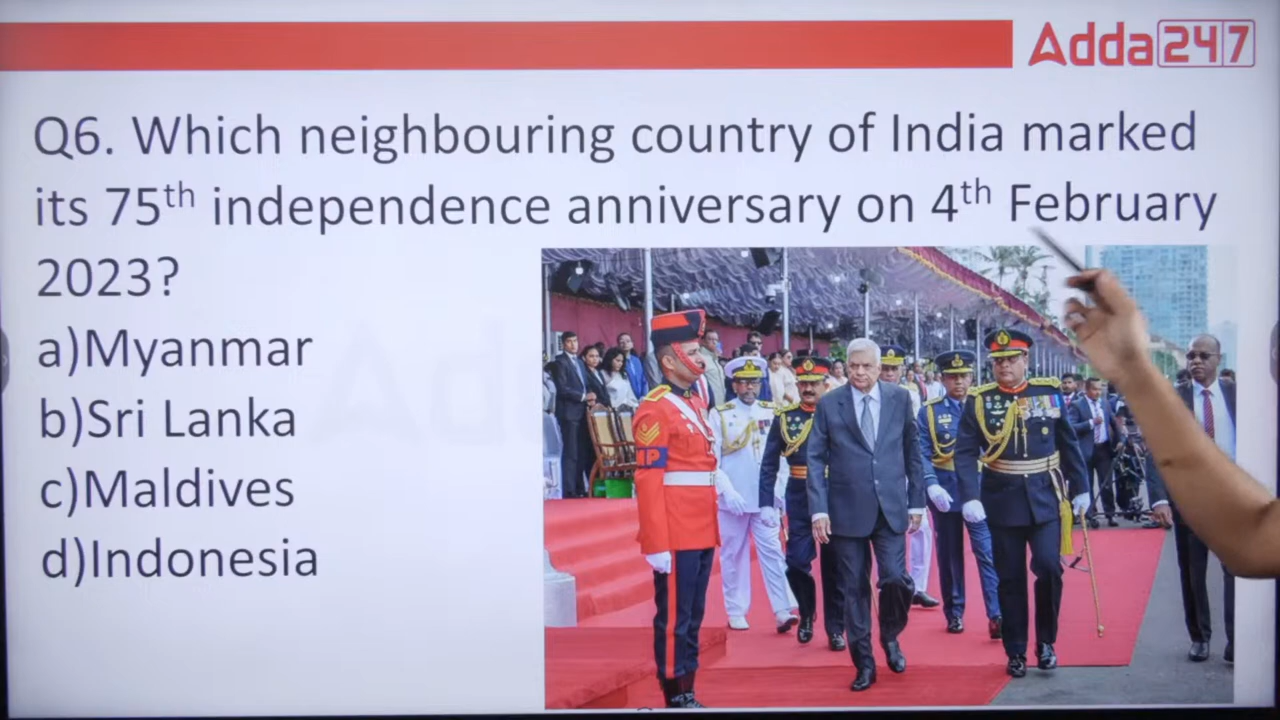 Adda247
Q6. Which neighbouring country of India marked
its 75th independence anniversary on 4th February
2023?
a)Myanmar
b)Sri Lanka
c)Maldives
d)Indonesia
MP